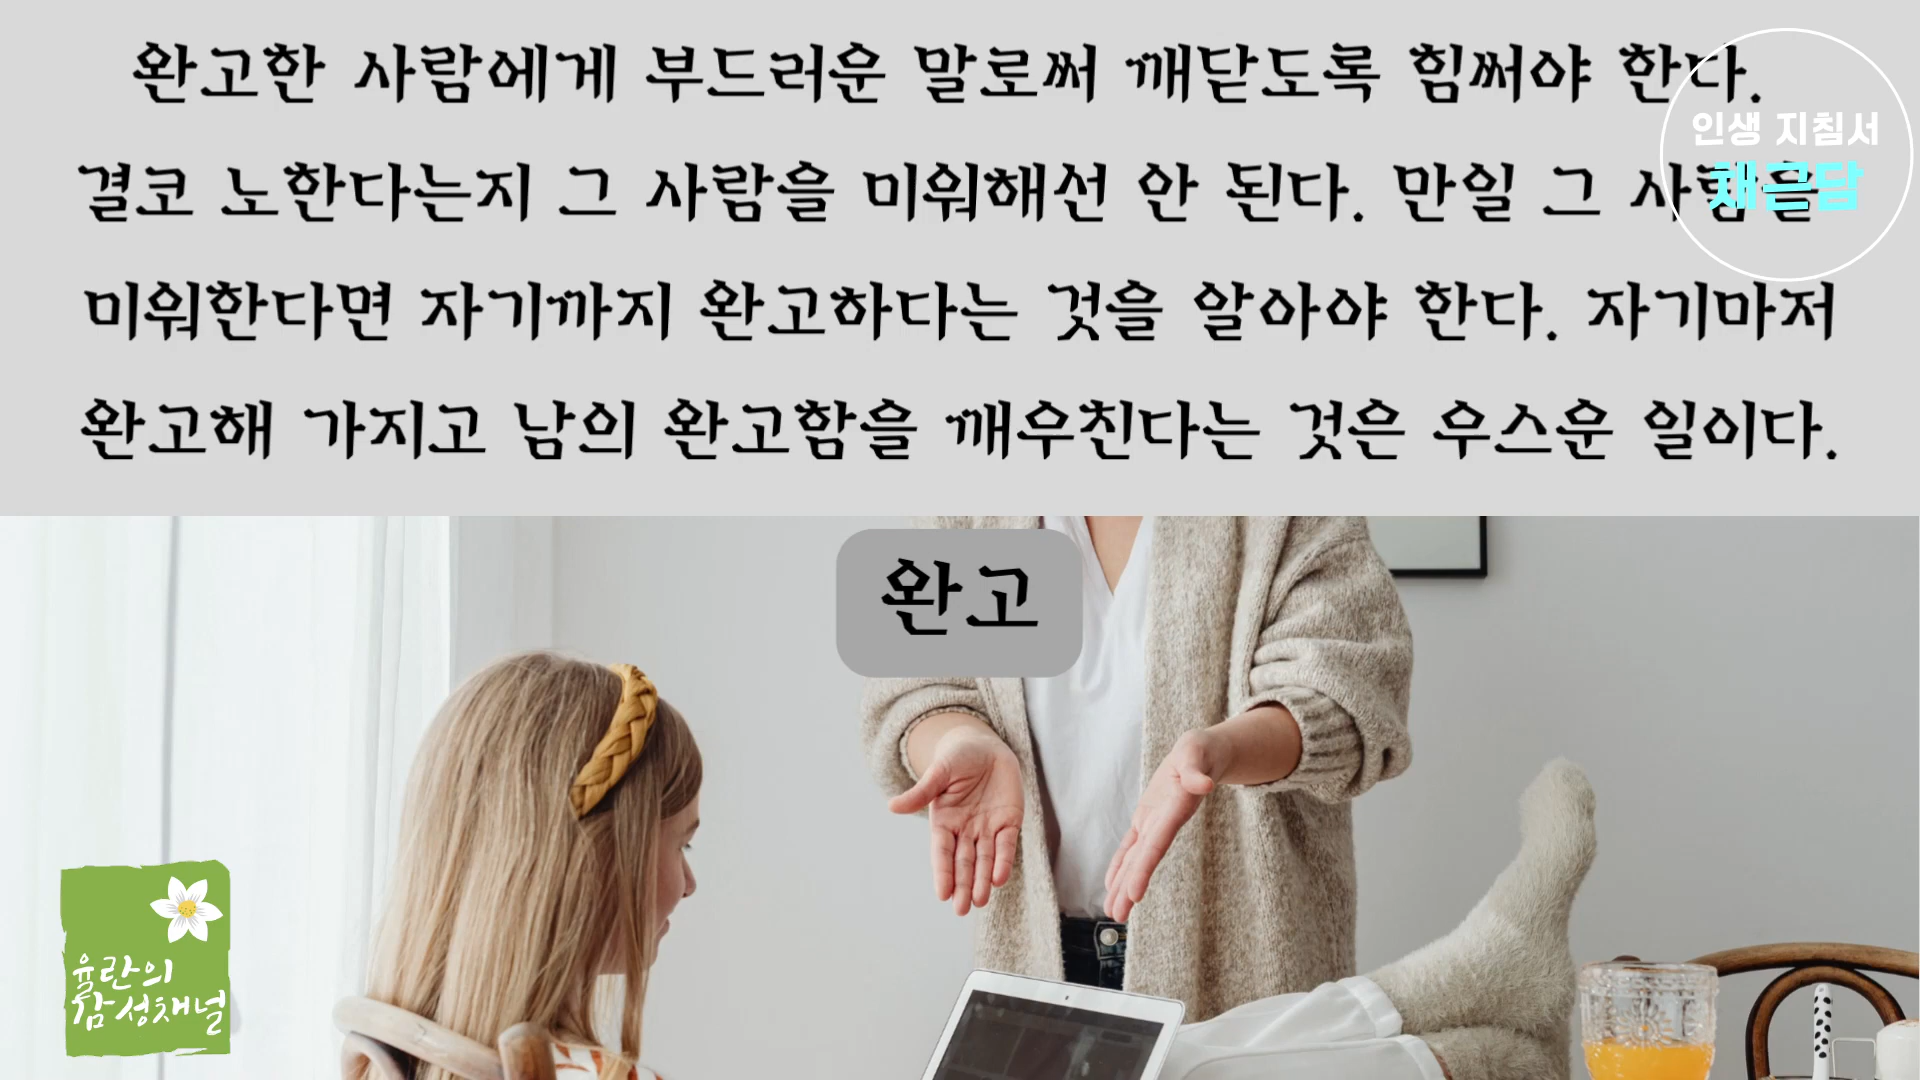 완고한 사람에게 부드러운 말로써 깨닫도록 힘써야 한다.
결코 노한다는지 그 사람을 미워해선 안 된다. 만일 그 사람을
미워한다면 자기까지 완고하다는 것을 알아야 한다. 자기마저
완고해 가지고 남의 완고함을 깨우친다는 것은 우스운 일이다.
인생 지침서
채근담
완고
율란의
감성채널